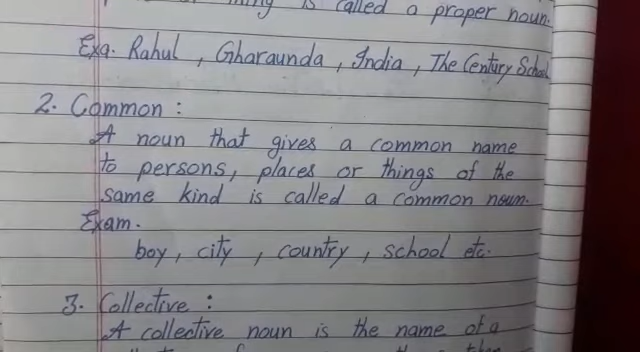 thing is called a proper noun.
Exa. Rahul, Gharaunda, India, The Century School
2. Common :
A noun that gives a common name
to persons, places or things of the
same kind is called a common noun.
Exam.
boy, city, country, school etc.
3. Collective :
A collective noun is the name of a